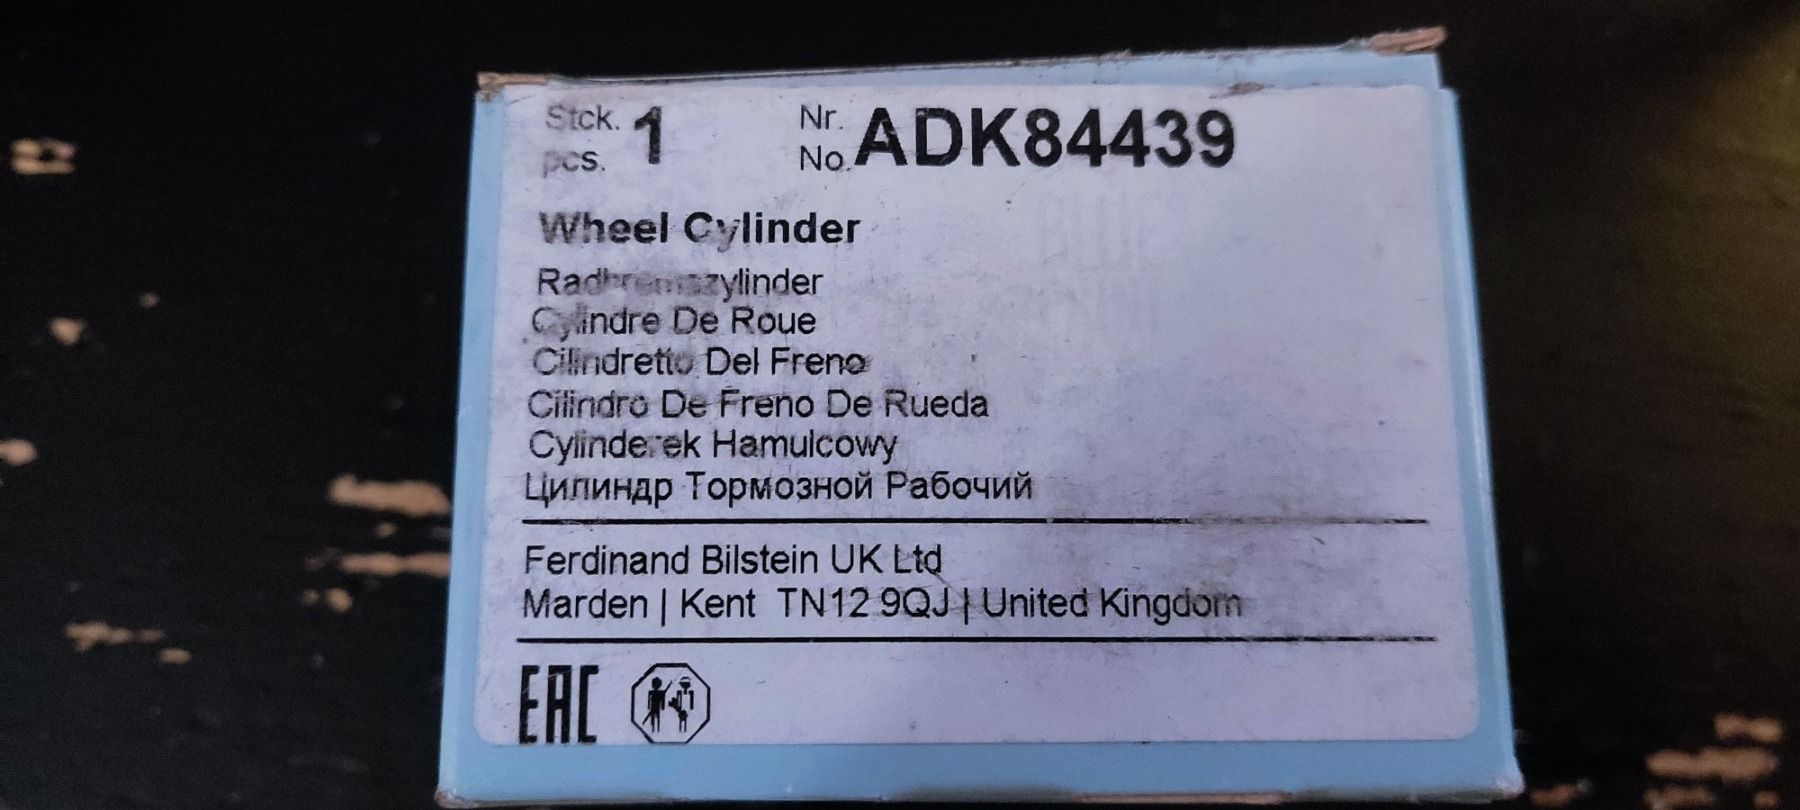 Stck. 1 Nr. ADK84439
pcs. No.
Wheel Cylinder
Radbremszylinder
Cylindre De Roue
Cilindretto Del Freno
Cilindro De Freno De Rueda
Cylinderek Hamulcowy
Цилиндр Тормозной Рабочий
Ferdinand Bilstein UK Ltd
Marden | Kent TN12 9QJ | United Kingdom
EAC